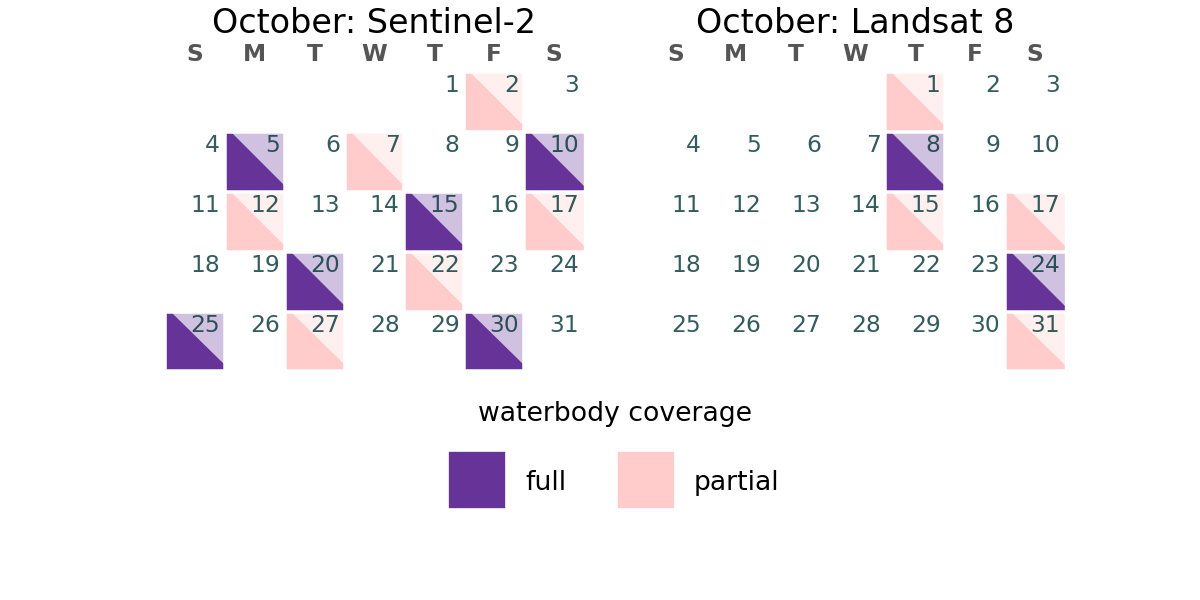 October: Sentinel-2
S M T W T F S
1 2 3
4 5 6 7 8 9 10
11 12 13 14 15 16 17
18 19 20 21 22 23 24
25 26 27 28 29 30 31
October: Landsat 8
S M T W T F S
1 2 3
4 5 6 7 8 9 10
11 12 13 14 15 16 17
18 19 20 21 22 23 24
25 26 27 28 29 30 31
waterbody coverage
full partial